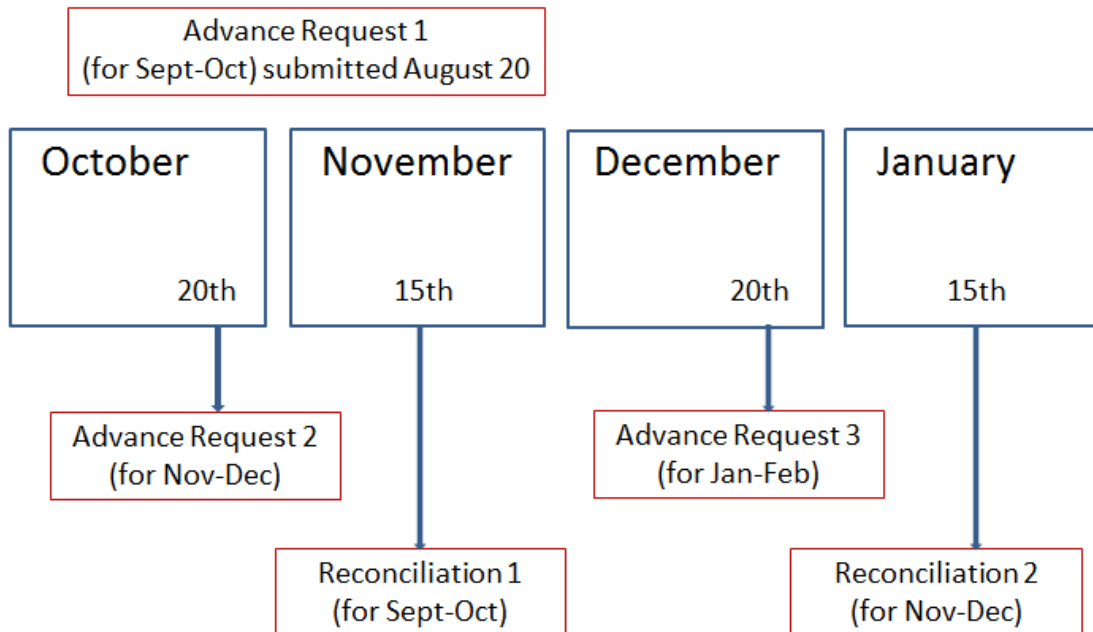 Advance Request 1
(for Sept-Oct) submitted August 20
October
November
December
January
20th
15th
20th
15th
Advance Request 2
(for Nov-Dec)
Advance Request 3
(for Jan-Feb)
Reconciliation 1
(for Sept-Oct)
Reconciliation 2
(for Nov-Dec)